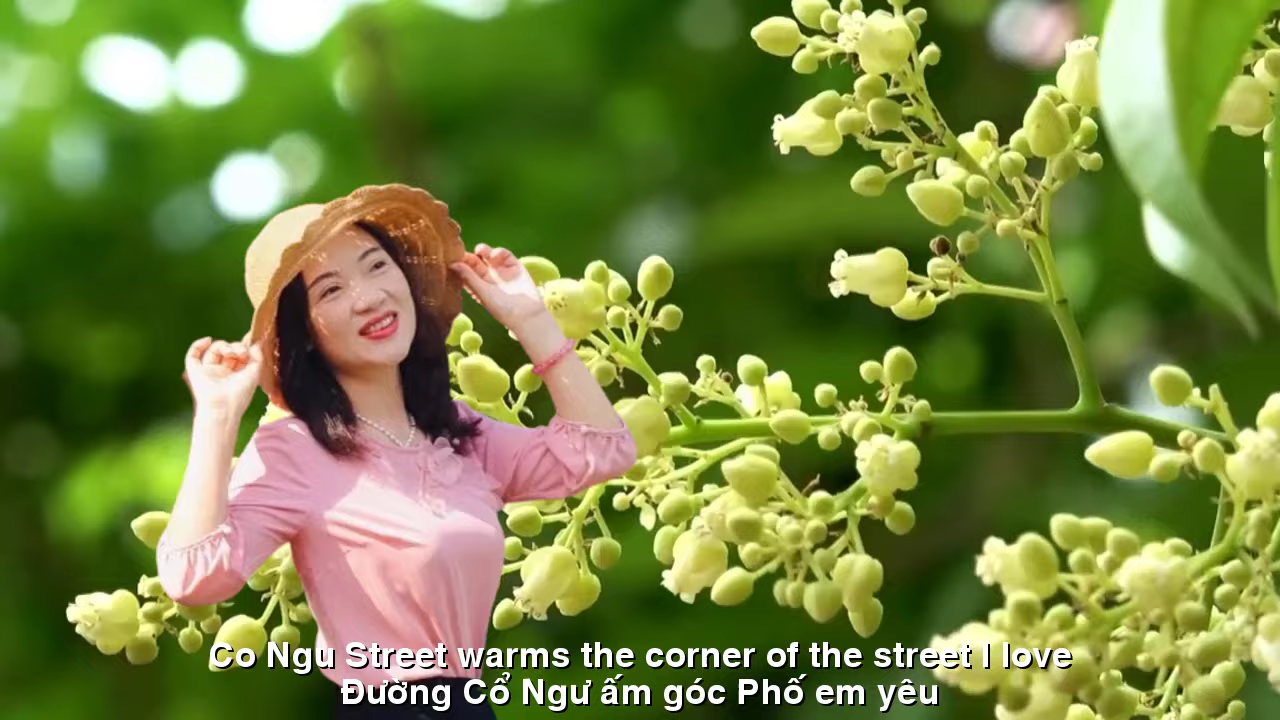 Co Ngu Street warms the corner of the street I love
Đường Cổ Ngư ấm góc Phố em yêu